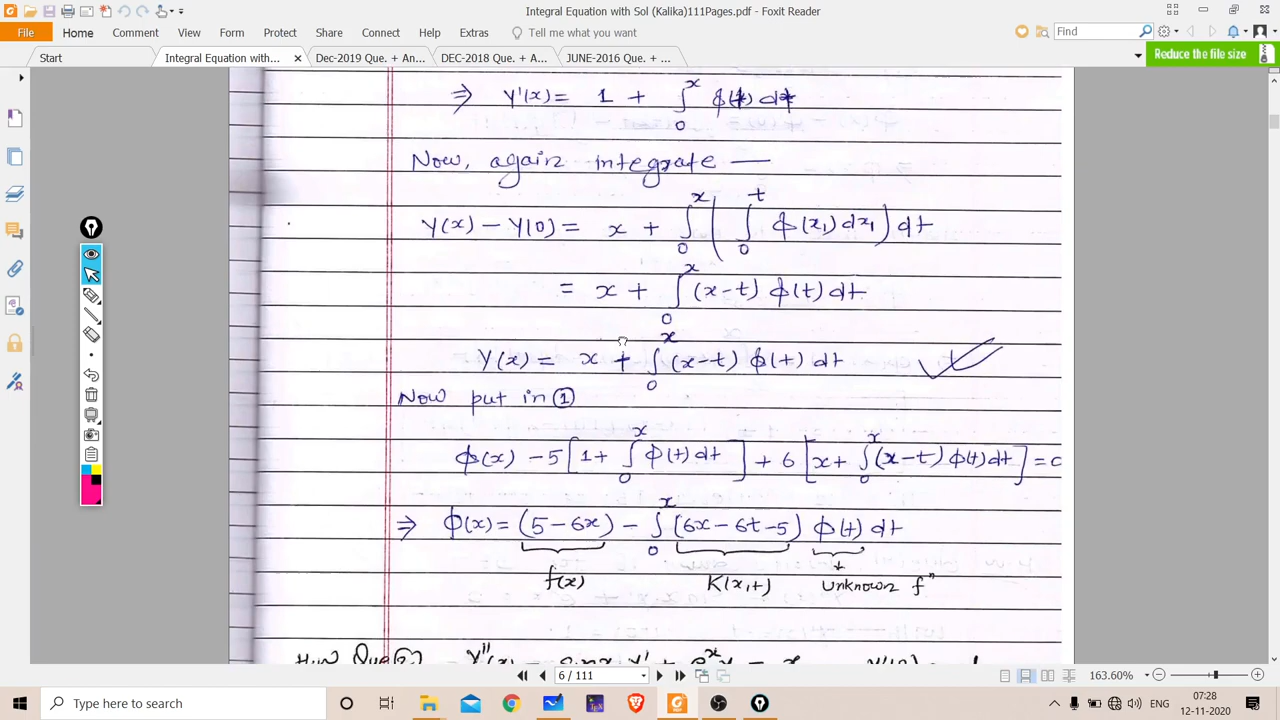 Integral Equation with Sol (Kalika)111Pages.pdf - Foxit Reader
File Home Comment View Form Protect Share Connect Help Extras Tell me what you want to do... Find
Start Integral Equation with... Dec-2019 Que. + An... DEC-2018 Que. + A... JUNE-2016 Que. + ... Reduce the file size
⇒ Y'(x) = 1 + ∫₀ˣ ϕ(t) dt
Now, again integrate —
Y(x) – Y(0) = x + ∫₀ˣ ( ∫₀ᵗ ϕ(x₁) dx₁ ) dt
= x + ∫₀ˣ (x-t) ϕ(t) dt
Y(x) = x + ∫₀ˣ (x-t) ϕ(t) dt
Now put in ①
ϕ(x) – 5 [ 1 + ∫₀ˣ ϕ(t) dt ] + 6 [ x + ∫₀ˣ (x-t) ϕ(t) dt ] =
⇒ ϕ(x) = (5 – 6x) – ∫₀ˣ (6x – 6t – 5) ϕ(t) dt
f(x) K(x,t) unknown fⁿ
6 / 111 163.60%
Type here to search ENG 07:28
12-11-2020